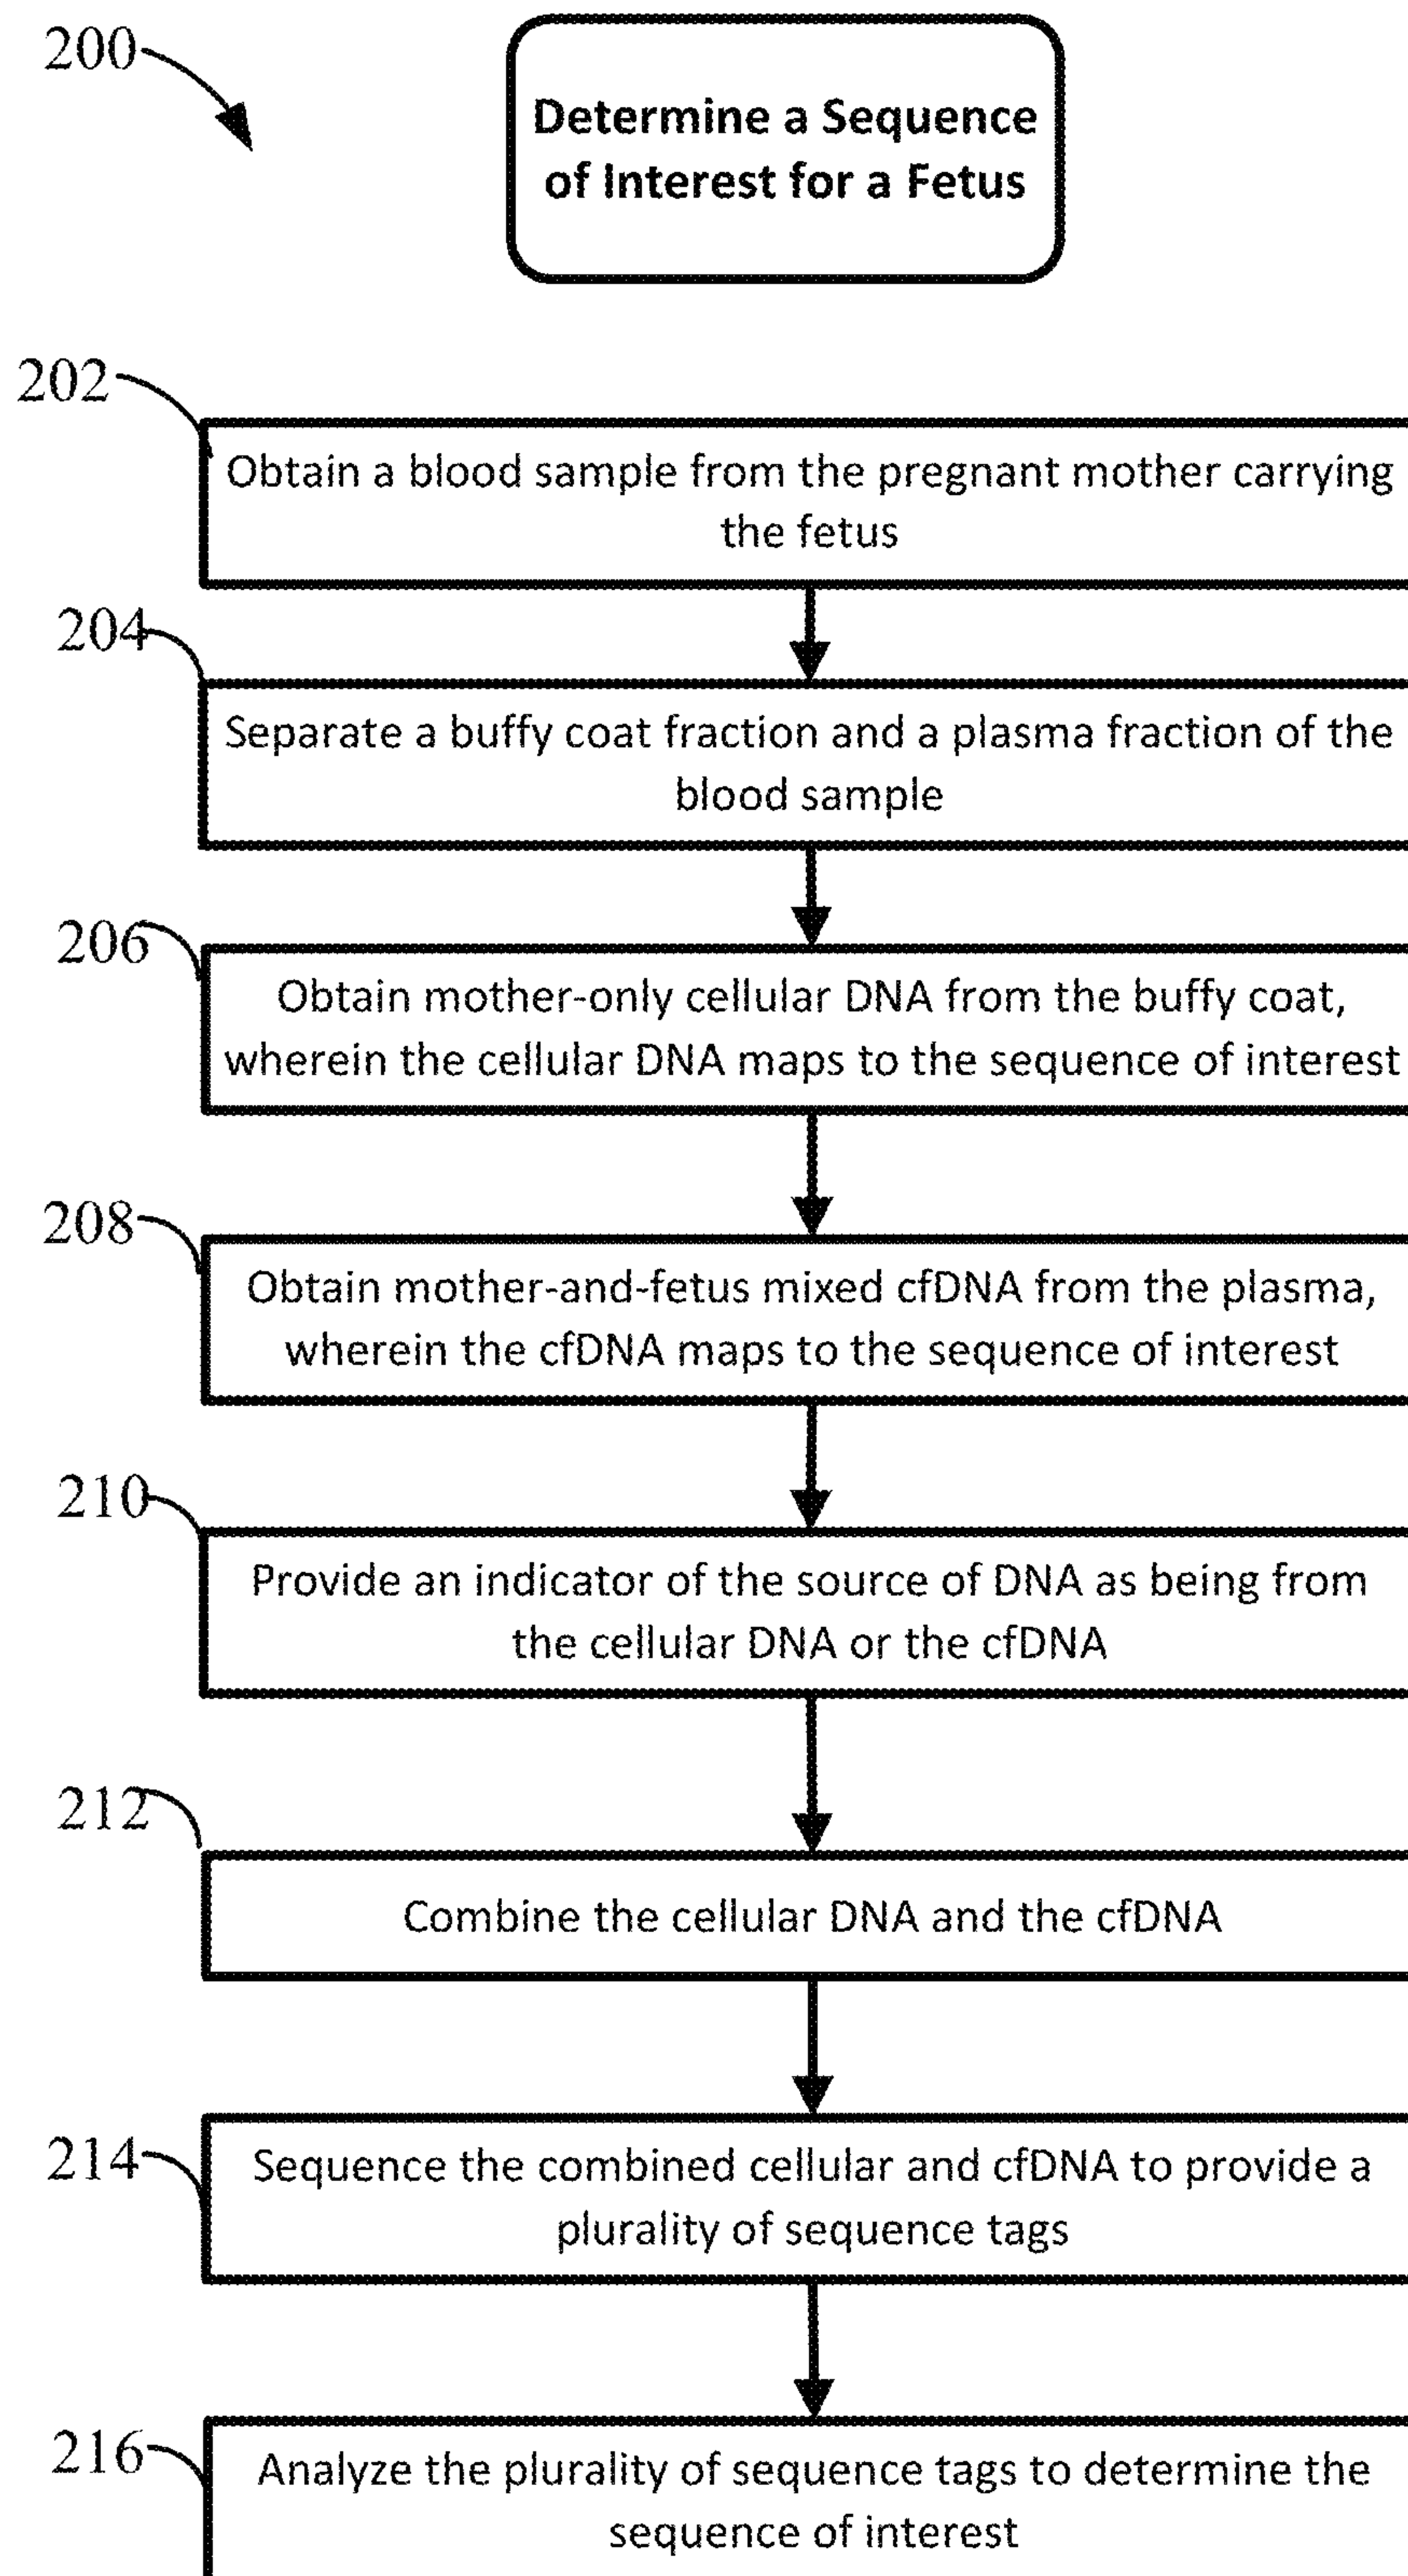 200
Determine a Sequence
of Interest for a Fetus
202
Obtain a blood sample from the pregnant mother carrying
the fetus
204
Separate a buffy coat fraction and a plasma fraction of the
blood sample
206
Obtain mother-only cellular DNA from the buffy coat,
wherein the cellular DNA maps to the sequence of interest
208
Obtain mother-and-fetus mixed cfDNA from the plasma,
wherein the cfDNA maps to the sequence of interest
210
Provide an indicator of the source of DNA as being from
the cellular DNA or the cfDNA
212
Combine the cellular DNA and the cfDNA
214
Sequence the combined cellular and cfDNA to provide a
plurality of sequence tags
216
Analyze the plurality of sequence tags to determine the
sequence of interest